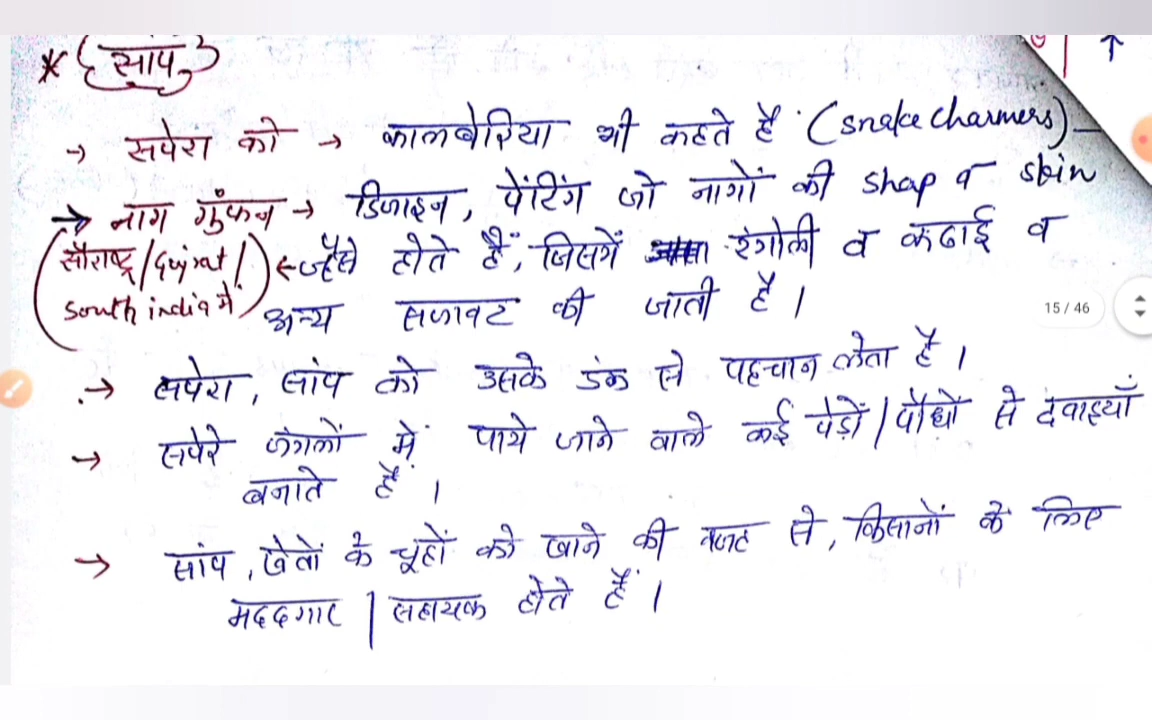 * {सांप}
→ सपेरा को → कालबेरिया भी कहते हैं (snake charmers)
→ नाग गुंफन → डिजाइन, पेंटिंग जो नागों की shap व skin
(सौराष्ट्र/Gujrat/ south india में) ← जैसे होते हैं, जिसमें रंगोली व कढाई व
अन्य सजावट की जाती है।
15 / 46
→ सपेरा, सांप को उसके डंक से पहचान लेता है।
→ सपेरे जंगलों में पाये जाने वाले कई पेड़ों/पौधों से दवाइयाँ
बनाते हैं।
→ सांप, खेतों के चूहों को खाने की वजह से, किसानों के लिए
मददगार / सहायक होते हैं।